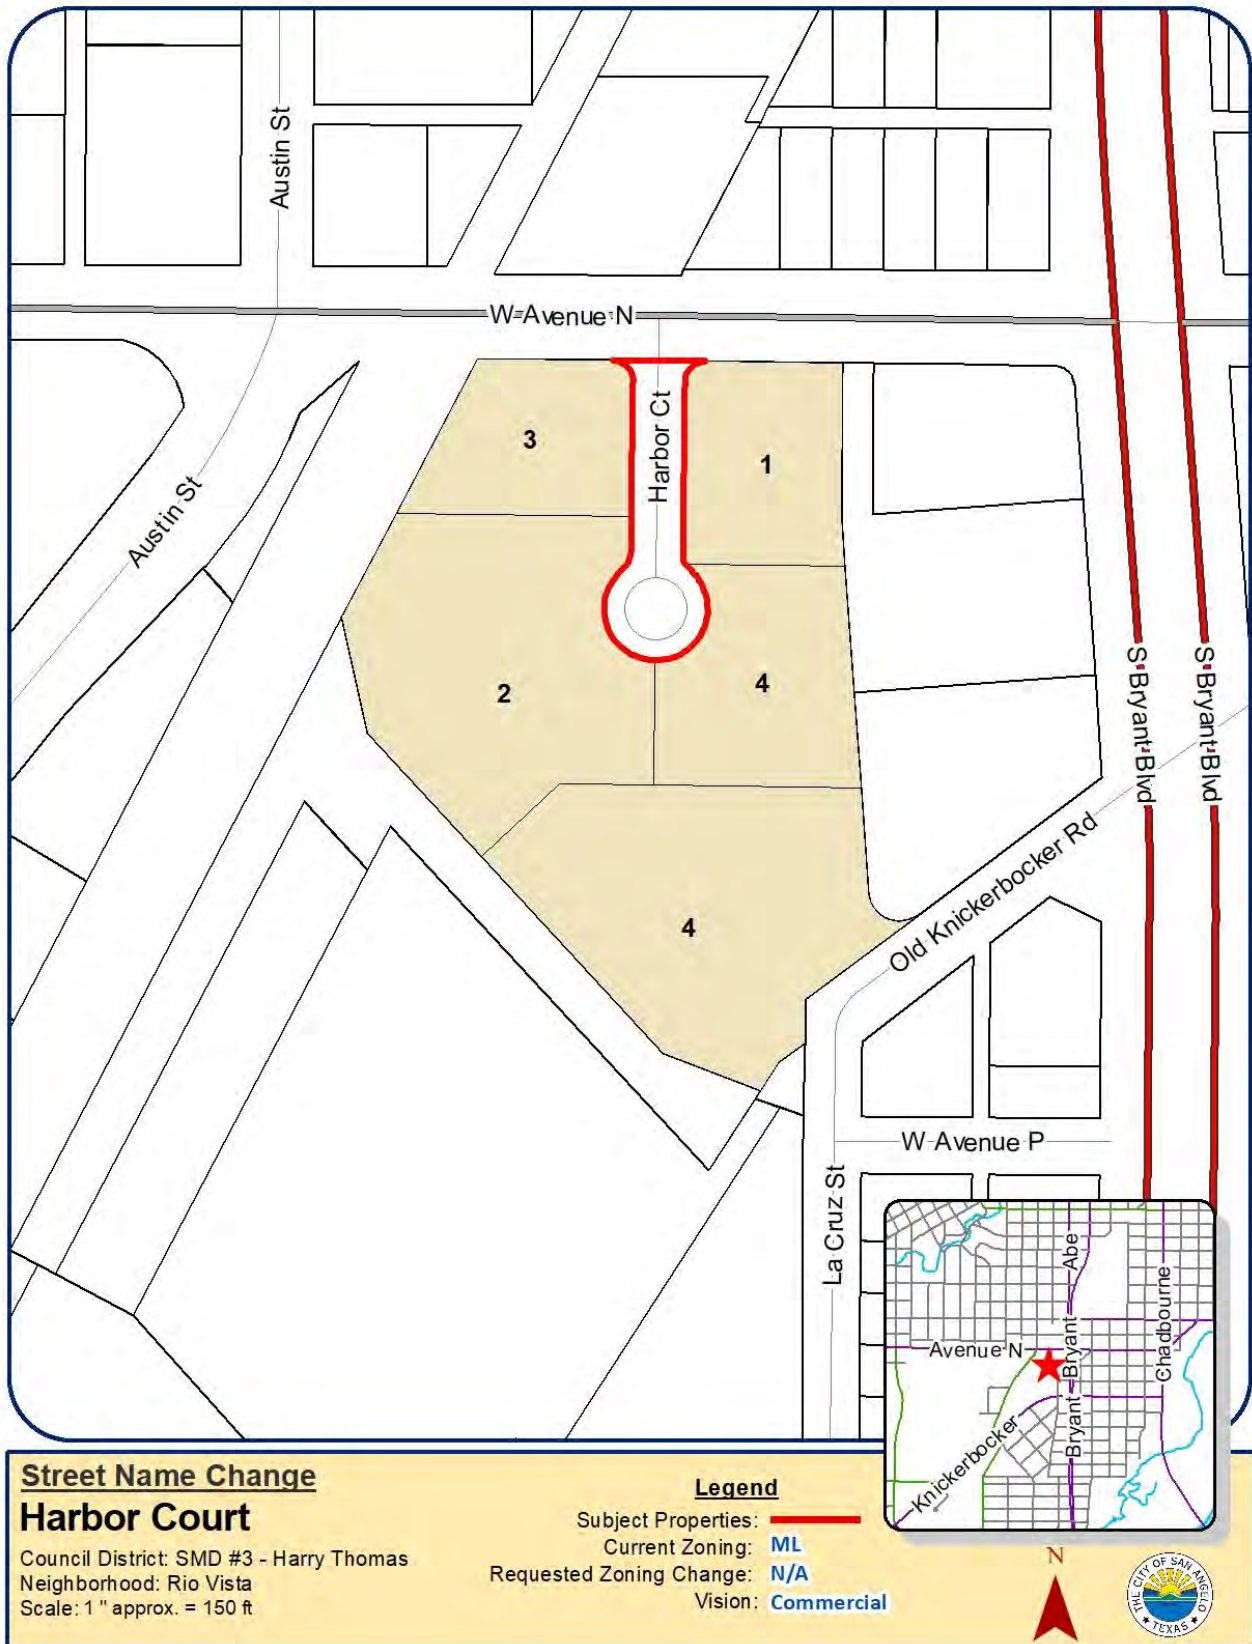 Austin St
W Avenue N
Harbor Ct
3
1
Austin St
2
4
S Bryant Blvd
S Bryant Blvd
Old Knickerbocker Rd
4
W Avenue P
La Cruz St
Abe
Chadbourne
Avenue N
Bryant
Bryant
Knickerbocker
Street Name Change
Harbor Court
Council District: SMD #3 - Harry Thomas
Neighborhood: Rio Vista
Scale: 1 " approx. = 150 ft
Legend
Subject Properties:
Current Zoning: ML
Requested Zoning Change: N/A
Vision: Commercial
N
THE CITY OF SAN ANGELO
TEXAS